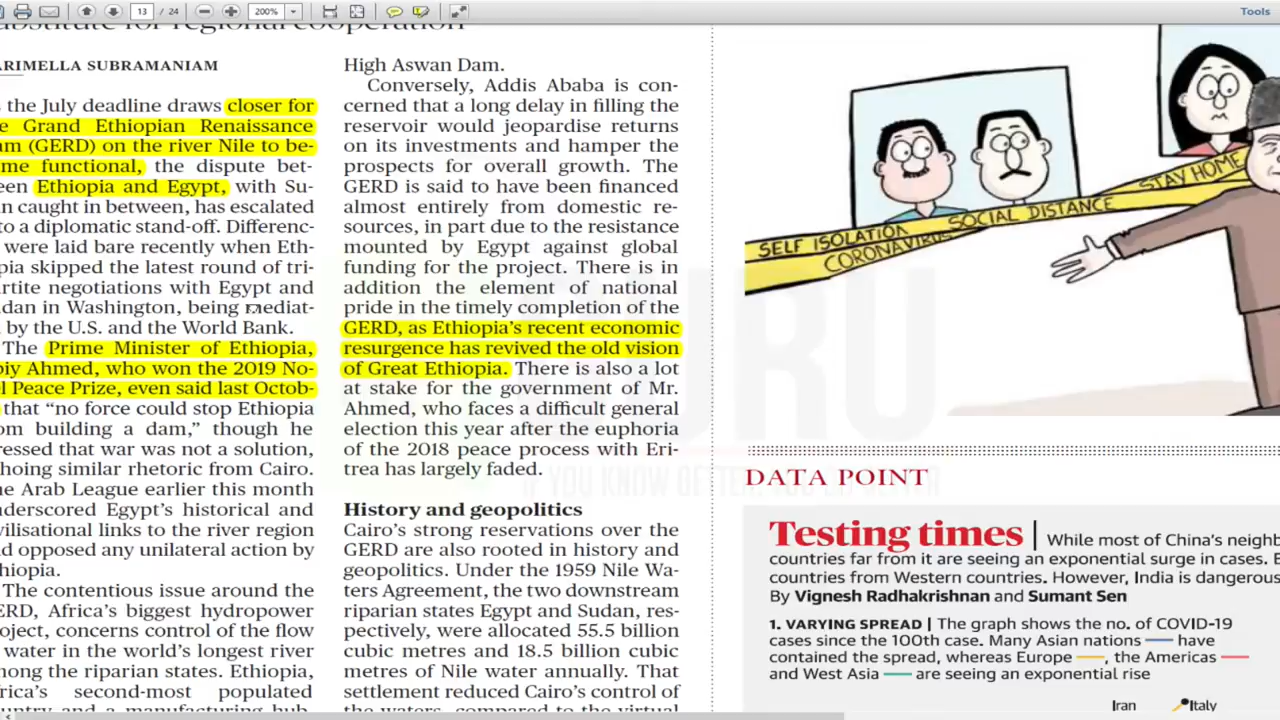 13 / 24
200%
Tools
substitute for regional cooperation
ARIMELLA SUBRAMANIAM
the July deadline draws closer for
Grand Ethiopian Renaissance
am (GERD) on the river Nile to be-
me functional, the dispute bet-
een Ethiopia and Egypt, with Su-
n caught in between, has escalated
to a diplomatic stand-off. Differenc-
were laid bare recently when Eth-
pia skipped the latest round of tri-
artite negotiations with Egypt and
dan in Washington, being mediat-
by the U.S. and the World Bank.
The Prime Minister of Ethiopia,
biy Ahmed, who won the 2019 No-
el Peace Prize, even said last Octob-
that “no force could stop Ethiopia
om building a dam,” though he
ressed that war was not a solution,
hoing similar rhetoric from Cairo.
he Arab League earlier this month
nderscored Egypt’s historical and
vilisational links to the river region
d opposed any unilateral action by
hiopia.
The contentious issue around the
ERD, Africa’s biggest hydropower
oject, concerns control of the flow
water in the world’s longest river
mong the riparian states. Ethiopia,
rica’s second-most populated
untry and a manufacturing hub,
High Aswan Dam.
Conversely, Addis Ababa is con-
cerned that a long delay in filling the
reservoir would jeopardise returns
on its investments and hamper the
prospects for overall growth. The
GERD is said to have been financed
almost entirely from domestic re-
sources, in part due to the resistance
mounted by Egypt against global
funding for the project. There is in
addition the element of national
pride in the timely completion of the
GERD, as Ethiopia’s recent economic
resurgence has revived the old vision
of Great Ethiopia. There is also a lot
at stake for the government of Mr.
Ahmed, who faces a difficult general
election this year after the euphoria
of the 2018 peace process with Eri-
trea has largely faded.
History and geopolitics
Cairo’s strong reservations over the
GERD are also rooted in history and
geopolitics. Under the 1959 Nile Wa-
ters Agreement, the two downstream
riparian states Egypt and Sudan, res-
pectively, were allocated 55.5 billion
cubic metres and 18.5 billion cubic
metres of Nile water annually. That
settlement reduced Cairo’s control of
the waters, compared to the virtual
STAY HOME
SOCIAL DISTANCE
SELF ISOLATION
CORONAVIRUS
DATA POINT
Testing times | While most of China’s neighb
countries far from it are seeing an exponential surge in cases. E
countries from Western countries. However, India is dangerous
By Vignesh Radhakrishnan and Sumant Sen
1. VARYING SPREAD | The graph shows the no. of COVID-19
cases since the 100th case. Many Asian nations have
contained the spread, whereas Europe , the Americas
and West Asia are seeing an exponential rise
Iran
Italy